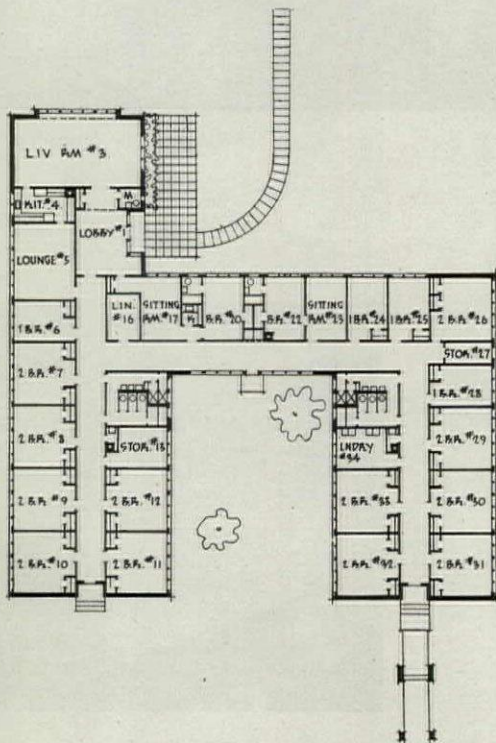 LIV RM #3
M
KIT. #4
LOBBY #1
LOUNGE #5
LIN. #16
SITTING RM. #17
B.R. #20
B.R. #22
SITTING RM #23
1 B.R. #24
1 B.R. #25
2 B.R. #26
1 B.R. #6
STOR. #27
2 B.R. #7
1 B.R. #28
2 B.R. #8
STOR. #13
LNDRY #34
2 B.R. #29
2 B.R. #9
2 B.R. #12
2 B.R. #33
2 B.R. #30
2 B.R. #10
2 B.R. #11
2 B.R. #32
2 B.R. #31